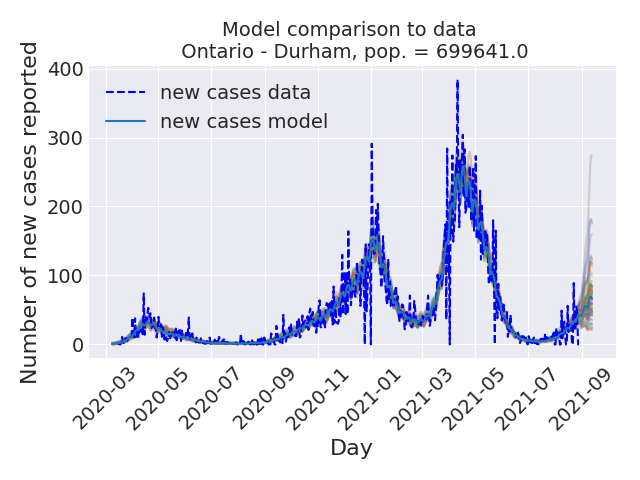 Model comparison to data
Ontario - Durham, pop. = 699641.0
Number of new cases reported
400
300
200
100
0
new cases data
new cases model
2020-03
2020-05
2020-07
2020-09
2020-11
2021-01
2021-03
2021-05
2021-07
2021-09
Day